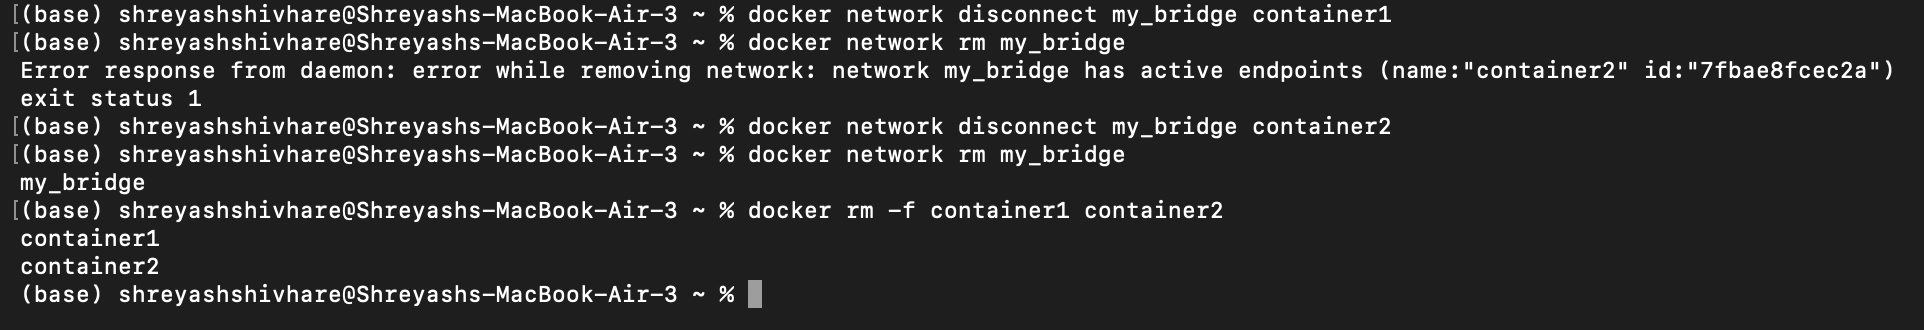 [(base) shreyashshivhare@Shreyashs-MacBook-Air-3 ~ % docker network disconnect my_bridge container1
[(base) shreyashshivhare@Shreyashs-MacBook-Air-3 ~ % docker network rm my_bridge
Error response from daemon: error while removing network: network my_bridge has active endpoints (name:"container2" id:"7fbae8fcec2a")
exit status 1
[(base) shreyashshivhare@Shreyashs-MacBook-Air-3 ~ % docker network disconnect my_bridge container2
[(base) shreyashshivhare@Shreyashs-MacBook-Air-3 ~ % docker network rm my_bridge
my_bridge
[(base) shreyashshivhare@Shreyashs-MacBook-Air-3 ~ % docker rm -f container1 container2
container1
container2
(base) shreyashshivhare@Shreyashs-MacBook-Air-3 ~ %